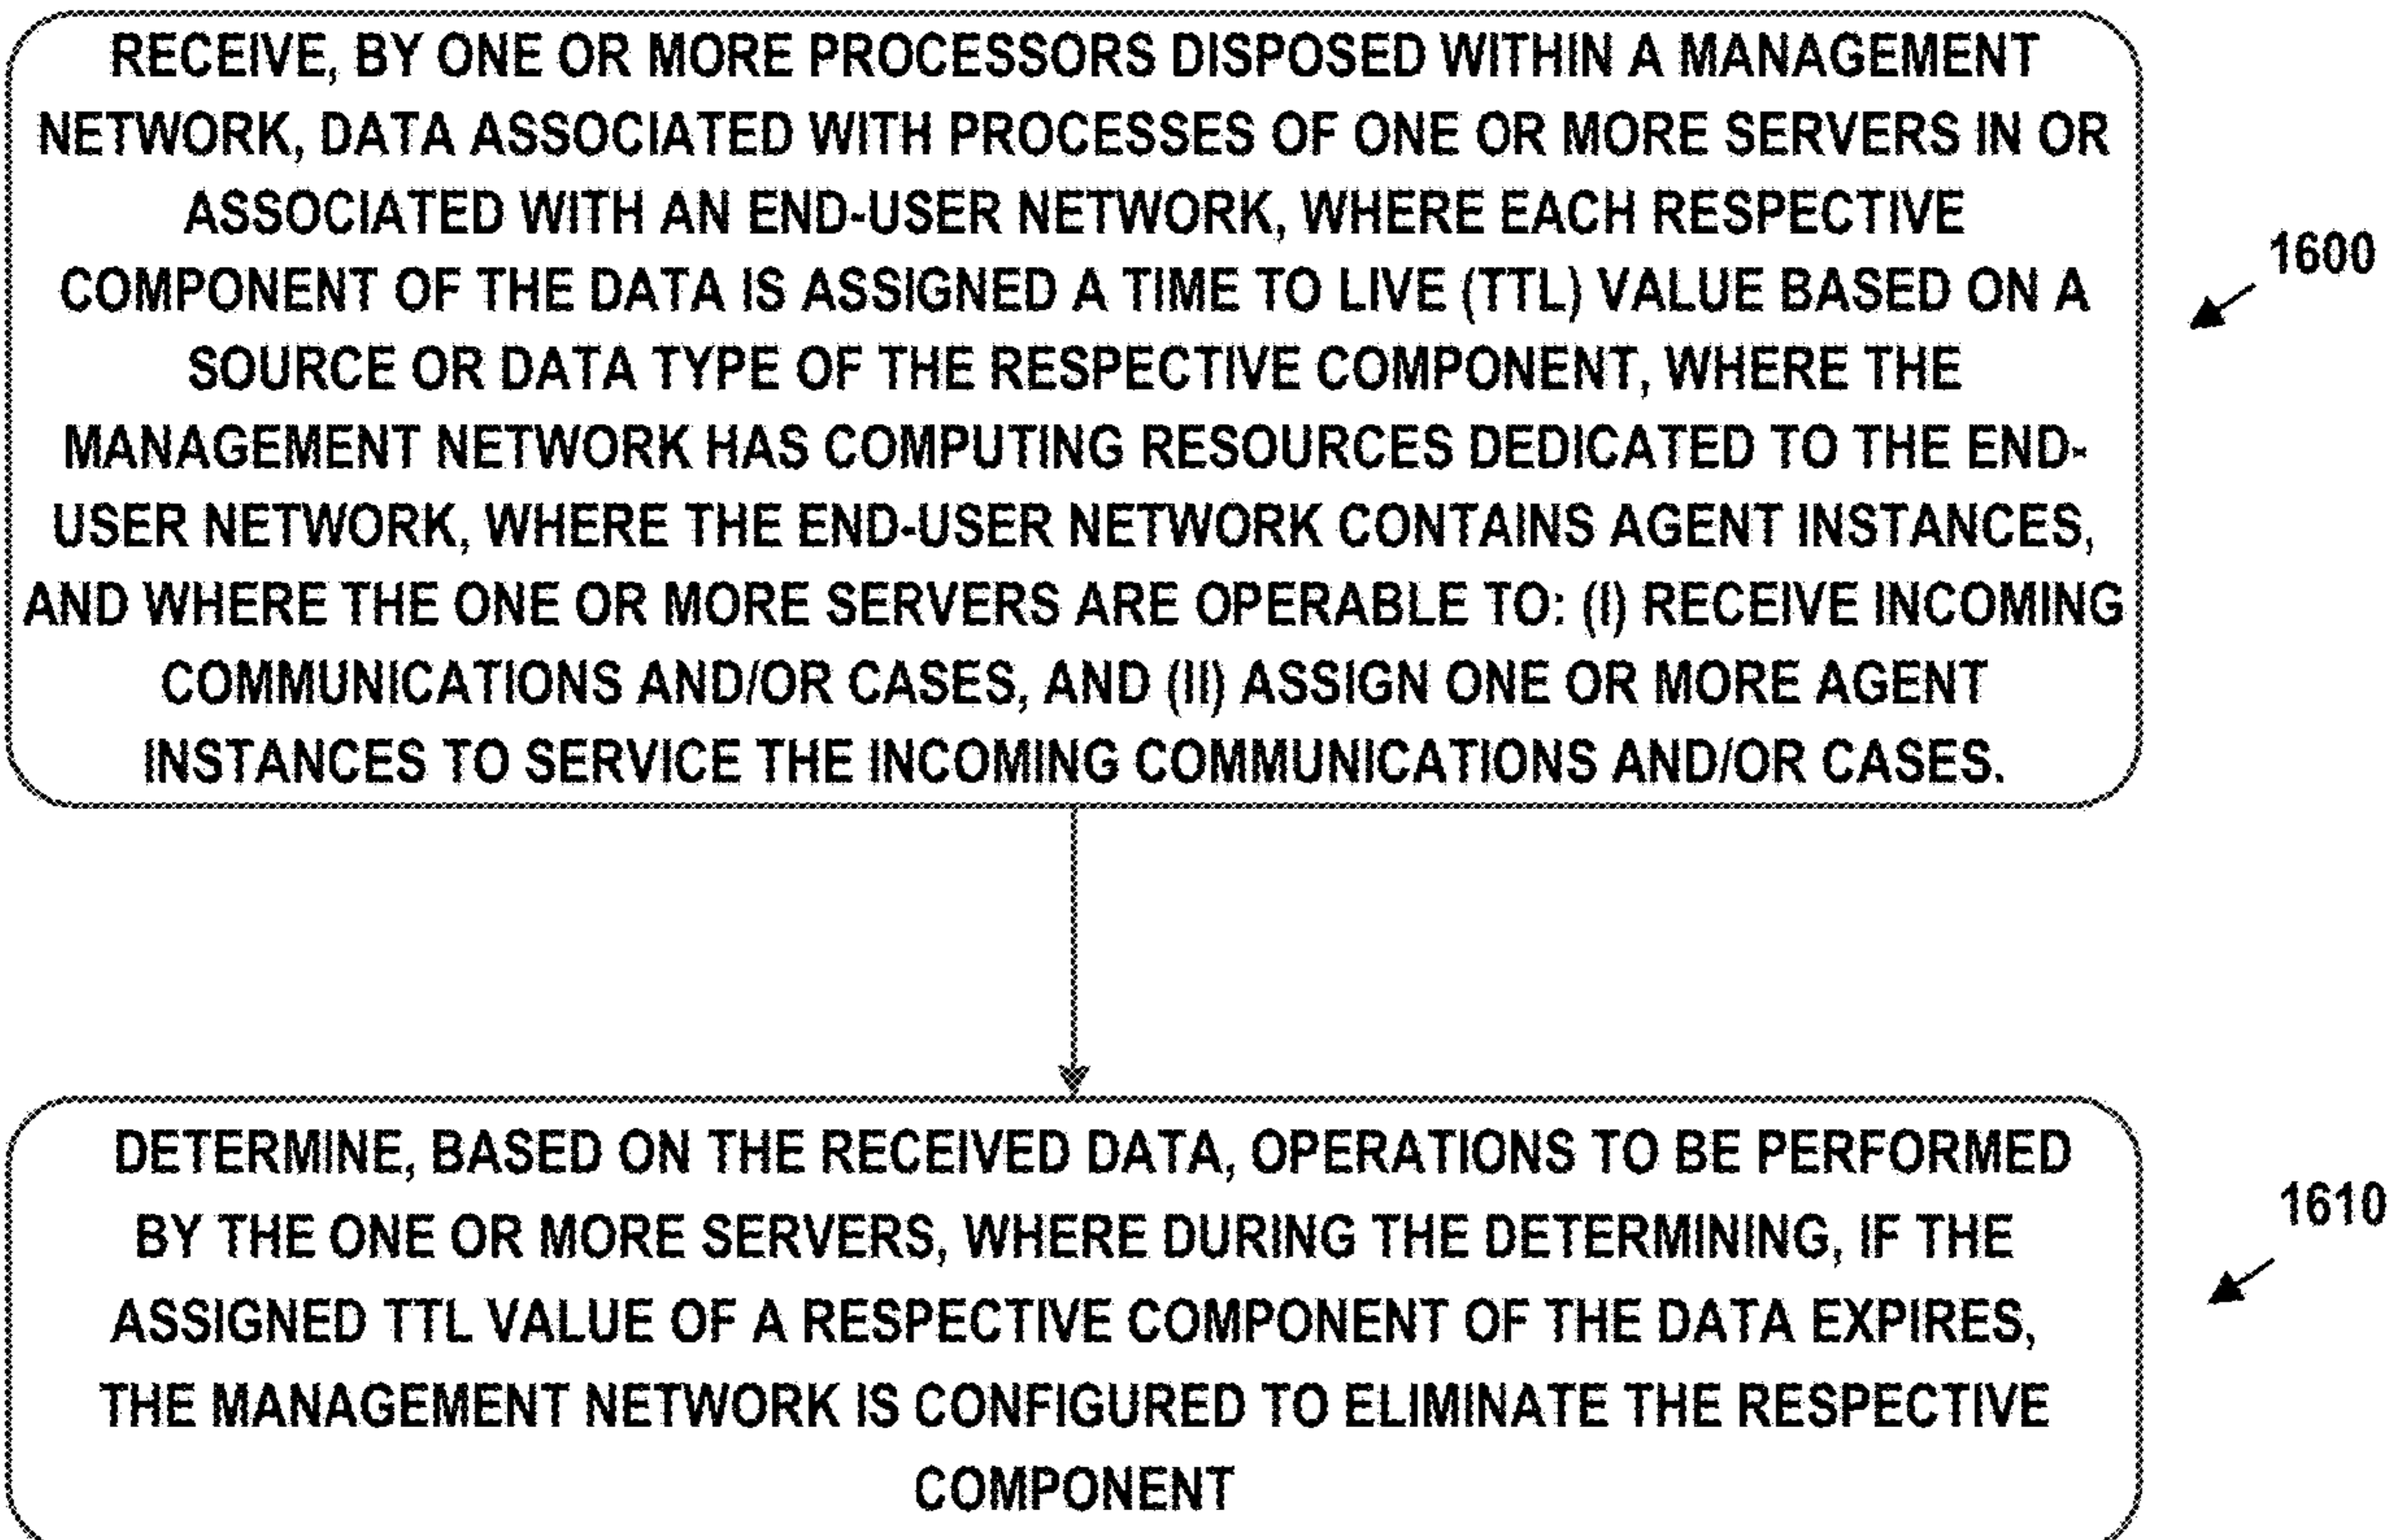 RECEIVE, BY ONE OR MORE PROCESSORS DISPOSED WITHIN A MANAGEMENT
NETWORK, DATA ASSOCIATED WITH PROCESSES OF ONE OR MORE SERVERS IN OR
ASSOCIATED WITH AN END-USER NETWORK, WHERE EACH RESPECTIVE
COMPONENT OF THE DATA IS ASSIGNED A TIME TO LIVE (TTL) VALUE BASED ON A
SOURCE OR DATA TYPE OF THE RESPECTIVE COMPONENT, WHERE THE
MANAGEMENT NETWORK HAS COMPUTING RESOURCES DEDICATED TO THE END-
USER NETWORK, WHERE THE END-USER NETWORK CONTAINS AGENT INSTANCES,
AND WHERE THE ONE OR MORE SERVERS ARE OPERABLE TO: (I) RECEIVE INCOMING
COMMUNICATIONS AND/OR CASES, AND (II) ASSIGN ONE OR MORE AGENT
INSTANCES TO SERVICE THE INCOMING COMMUNICATIONS AND/OR CASES.
1600
DETERMINE, BASED ON THE RECEIVED DATA, OPERATIONS TO BE PERFORMED
BY THE ONE OR MORE SERVERS, WHERE DURING THE DETERMINING, IF THE
ASSIGNED TTL VALUE OF A RESPECTIVE COMPONENT OF THE DATA EXPIRES,
THE MANAGEMENT NETWORK IS CONFIGURED TO ELIMINATE THE RESPECTIVE
COMPONENT
1610